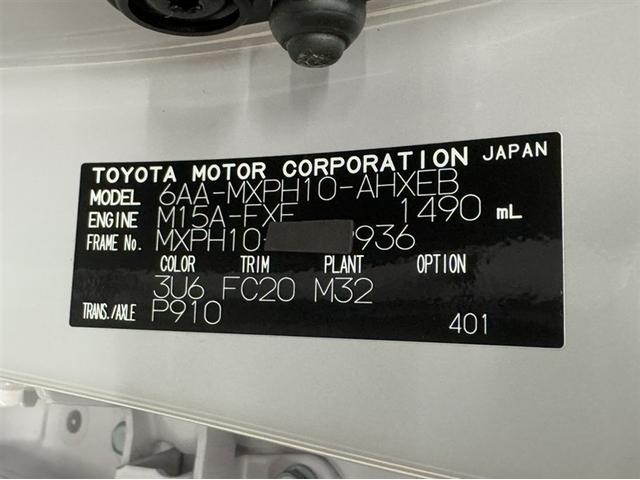 TOYOTA MOTOR CORPORATION JAPAN
MODEL 6AA-MXPH10-AHXEB
ENGINE M15A-FXE 1490 mL
FRAME No. MXPH10- 936
COLOR TRIM PLANT OPTION
3U6 FC20 M32
TRANS./AXLE P910
401